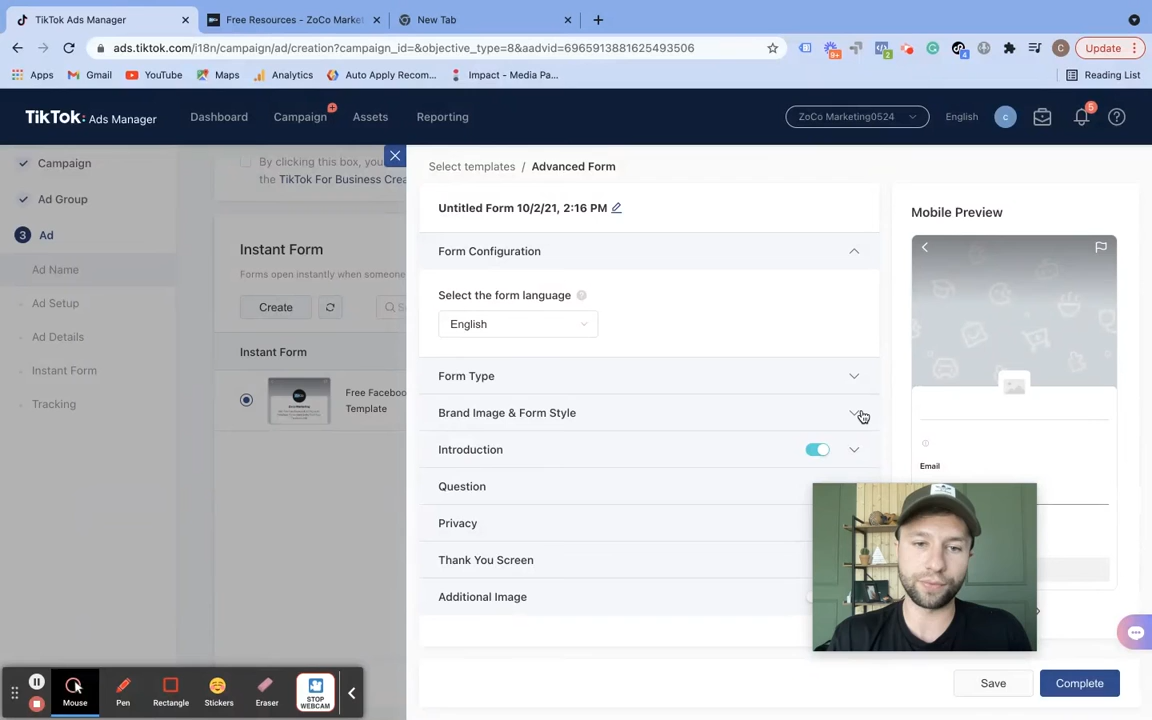 TikTok Ads Manager
Free Resources - ZoCo Market
New Tab
ads.tiktok.com/i18n/campaign/ad/creation?campaign_id=&objective_type=8&aadvid=6965913881625493506
9+
2
4
C
Update
Apps
Gmail
YouTube
Maps
Analytics
Auto Apply Recom...
Impact - Media Pa...
Reading List
TikTok: Ads Manager
Dashboard
Campaign
Assets
Reporting
ZoCo Marketing0524
English
c
5
Campaign
Ad Group
3 Ad
Ad Name
Ad Setup
Ad Details
Instant Form
Tracking
By clicking this box, you
the TikTok For Business Crea
Instant Form
Forms open instantly when someone
Create
Instant Form
Free Faceboo
Template
Select templates / Advanced Form
Untitled Form 10/2/21, 2:16 PM
Form Configuration
Select the form language
English
Form Type
Brand Image & Form Style
Introduction
Question
Privacy
Thank You Screen
Additional Image
Mobile Preview
Email
Save
Complete
Mouse
Pen
Rectangle
Stickers
Eraser
STOP
WEBCAM